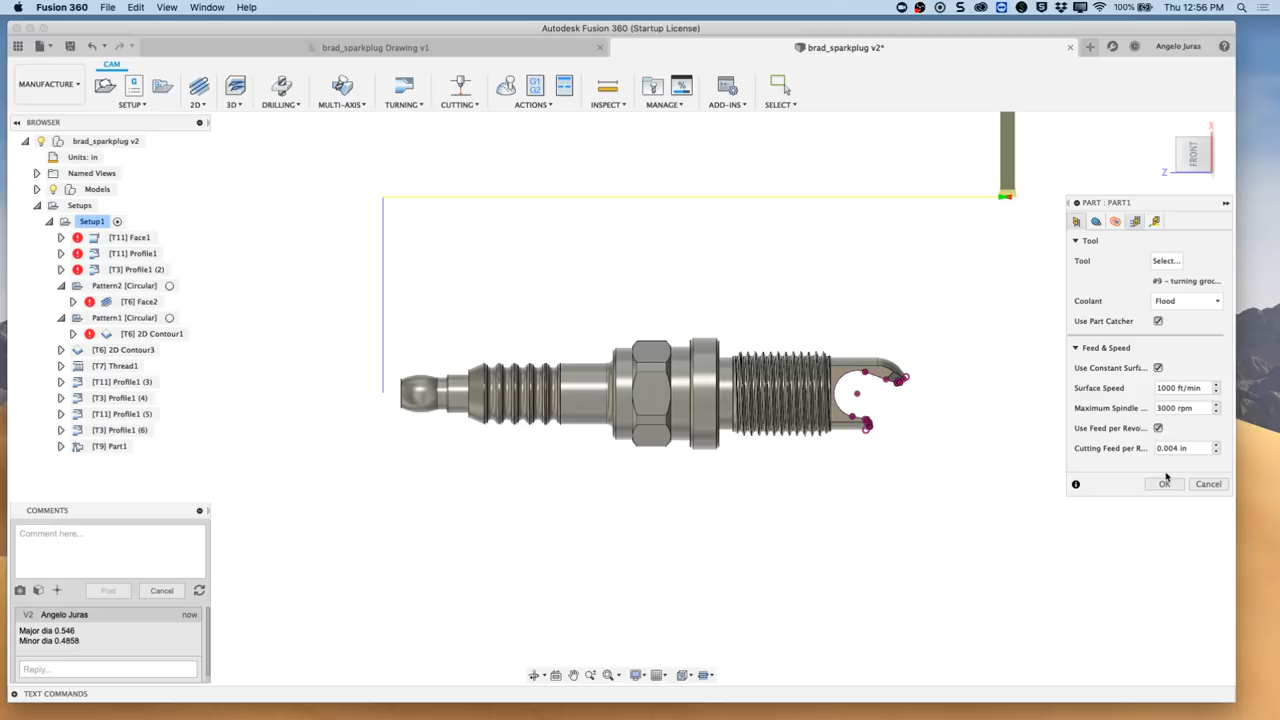 Fusion 360 File Edit View Window Help 100% Thu 12:56 PM
Autodesk Fusion 360 (Startup License)
brad_sparkplug Drawing v1 brad_sparkplug v2* Angelo Juras
CAM
MANUFACTURE
SETUP 2D 3D DRILLING MULTI-AXIS TURNING CUTTING ACTIONS INSPECT MANAGE ADD-INS SELECT
G1
G2
BROWSER
brad_sparkplug v2
Units: in
Named Views
Models
Setups
Setup1
[T11] Face1
[T11] Profile1
[T3] Profile1 (2)
Pattern2 [Circular]
[T6] Face2
Pattern1 [Circular]
[T6] 2D Contour1
[T6] 2D Contour3
[T7] Thread1
[T11] Profile1 (3)
[T3] Profile1 (4)
[T11] Profile1 (5)
[T3] Profile1 (6)
[T9] Part1
X
FRONT
Z
PART : PART1
Tool
Tool Select...
#9 - turning groc...
Coolant Flood
Use Part Catcher
Feed & Speed
Use Constant Surfa...
Surface Speed 1000 ft/min
Maximum Spindle ... 3000 rpm
Use Feed per Revo...
Cutting Feed per R... 0.004 in
OK Cancel
COMMENTS
Comment here...
Post Cancel
V2 Angelo Juras now
Major dia 0.546
Minor dia 0.4858
Reply...
TEXT COMMANDS